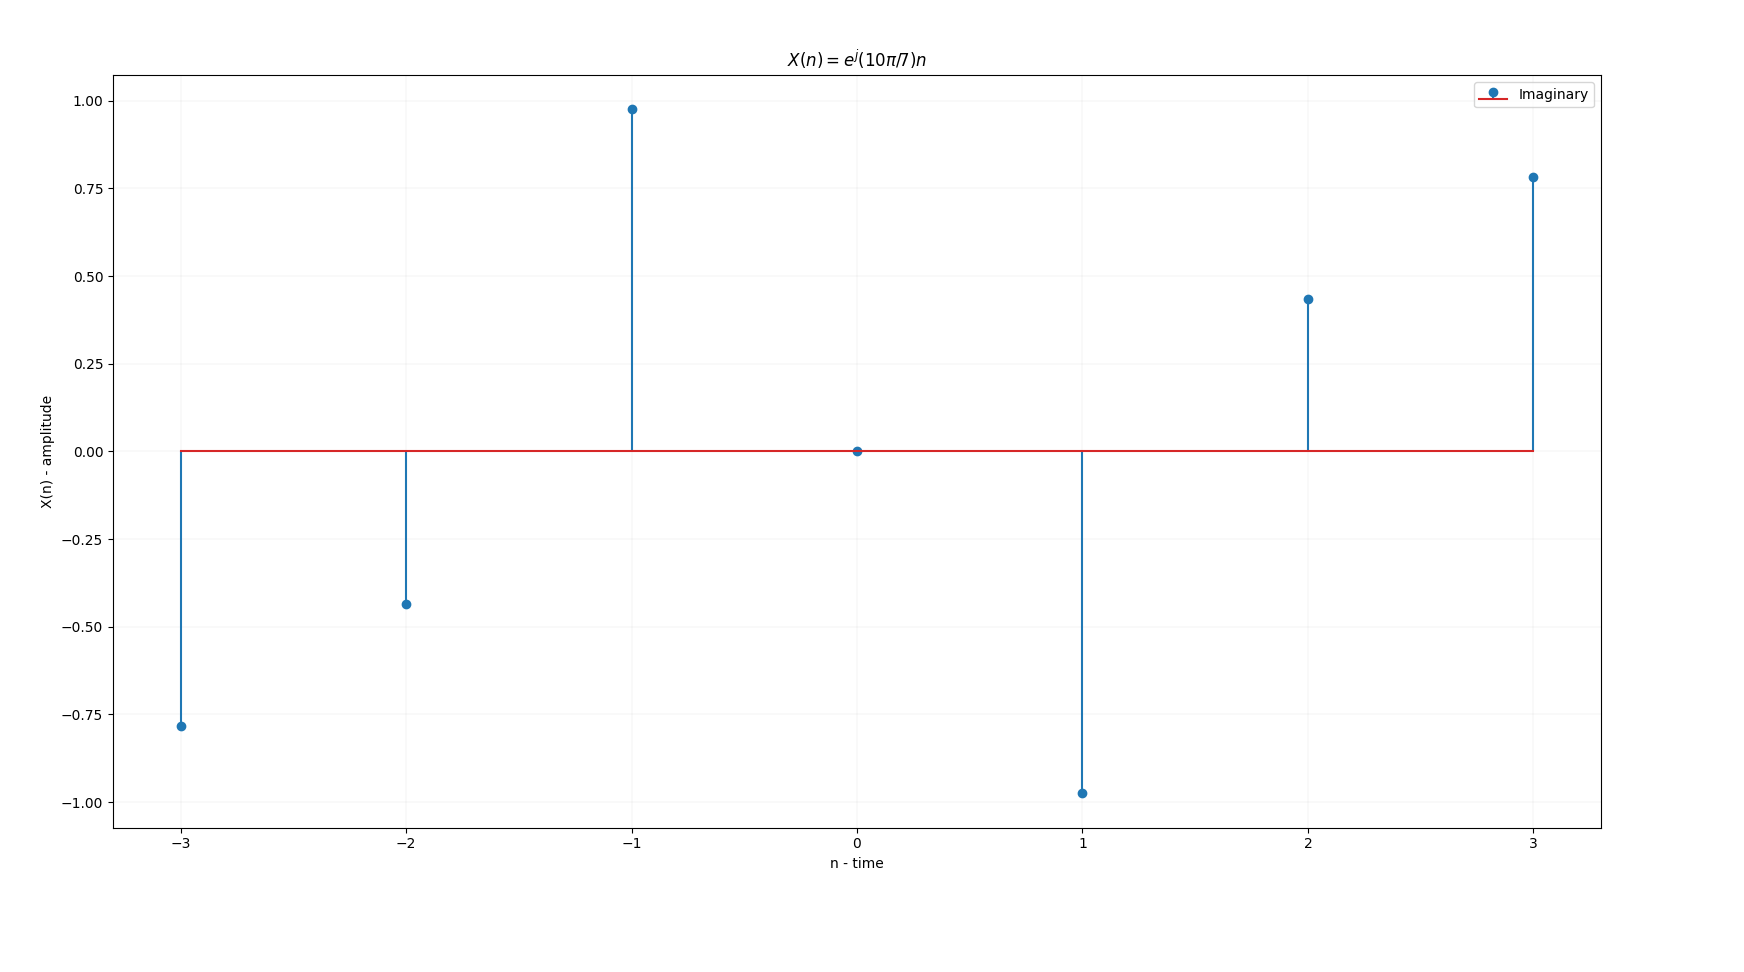 X(n) = e^j(10π/7)n
Imaginary
1.00
0.75
0.50
0.25
0.00
−0.25
−0.50
−0.75
−1.00
X(n) - amplitude
−3 −2 −1 0 1 2 3
n - time